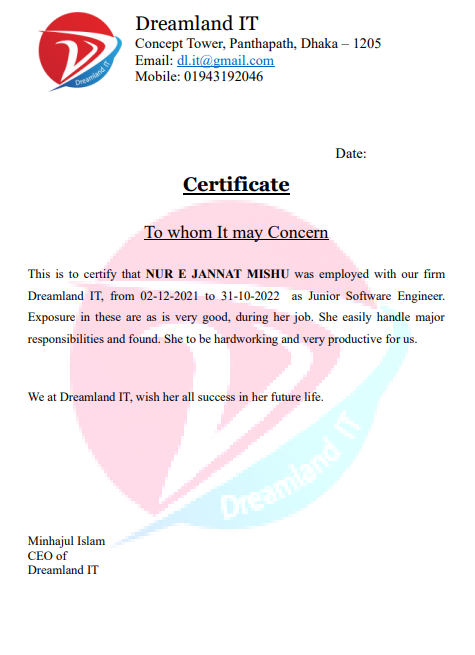 Dreamland IT
Concept Tower, Panthapath, Dhaka – 1205
Email: dl.it@gmail.com
Mobile: 01943192046
Dreamland IT
Date:
Certificate
To whom It may Concern
This is to certify that NUR E JANNAT MISHU was employed with our firm
Dreamland IT, from 02-12-2021 to 31-10-2022 as Junior Software Engineer.
Exposure in these are as is very good, during her job. She easily handle major
responsibilities and found. She to be hardworking and very productive for us.
We at Dreamland IT, wish her all success in her future life.
Dreamland IT
Minhajul Islam
CEO of
Dreamland IT